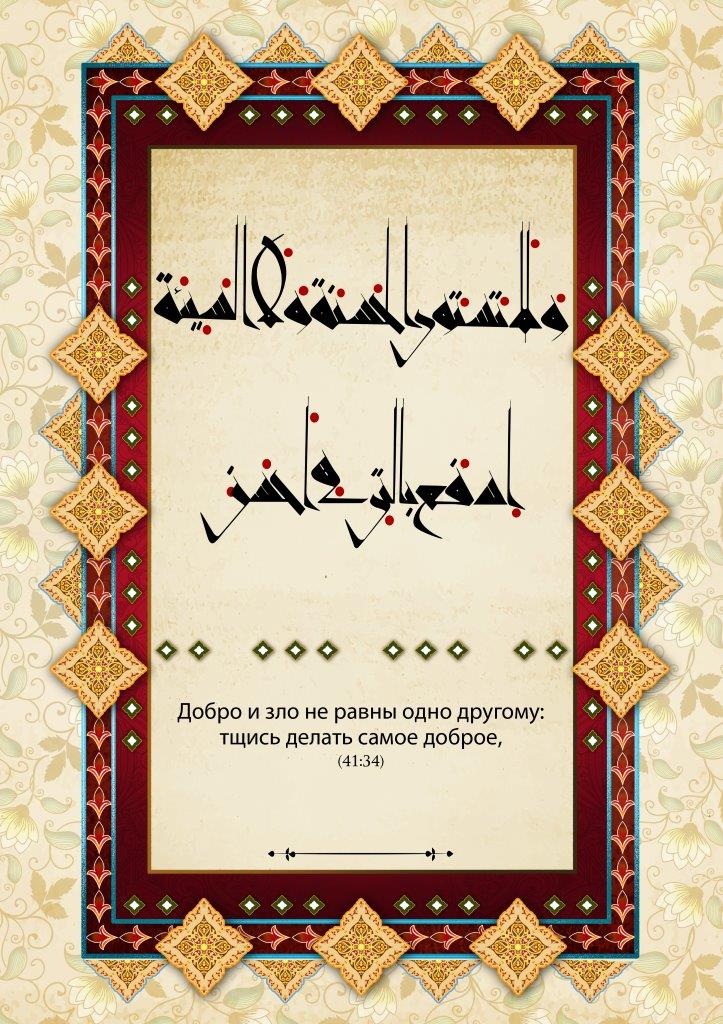 ولا تستوي الحسنة ولا السيئة
ادفع بالتي هي احسن
Добро и зло не равны одно другому:
тщись делать самое доброе,
(41:34)